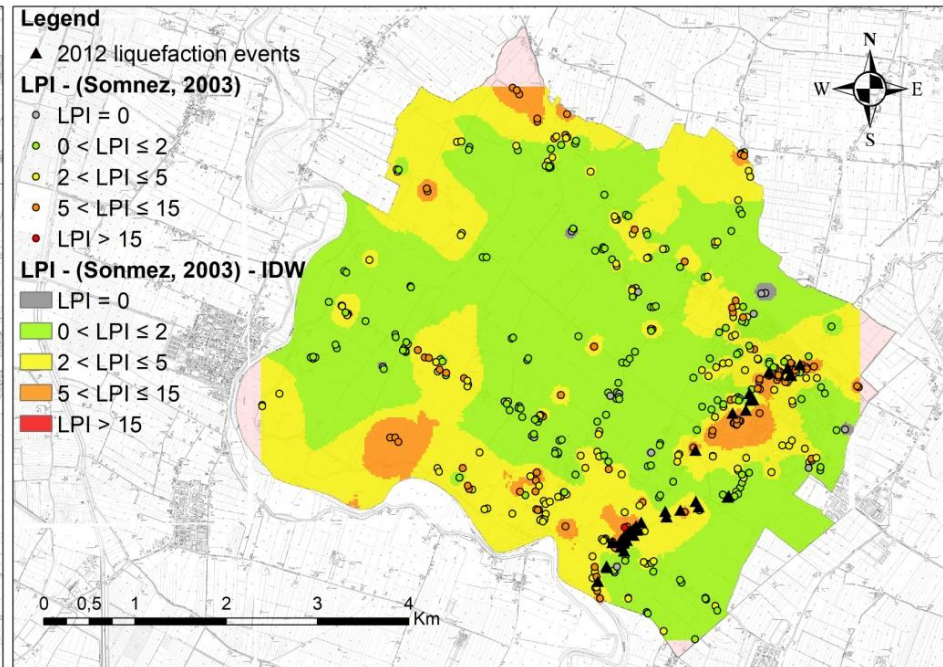 Legend
2012 liquefaction events
LPI - (Somnez, 2003)
LPI = 0
0 < LPI ≤ 2
2 < LPI ≤ 5
5 < LPI ≤ 15
LPI > 15
LPI - (Sonmez, 2003) - IDW
LPI = 0
0 < LPI ≤ 2
2 < LPI ≤ 5
5 < LPI ≤ 15
LPI > 15
N
W E
S
0 0,5 1 2 3 4
Km